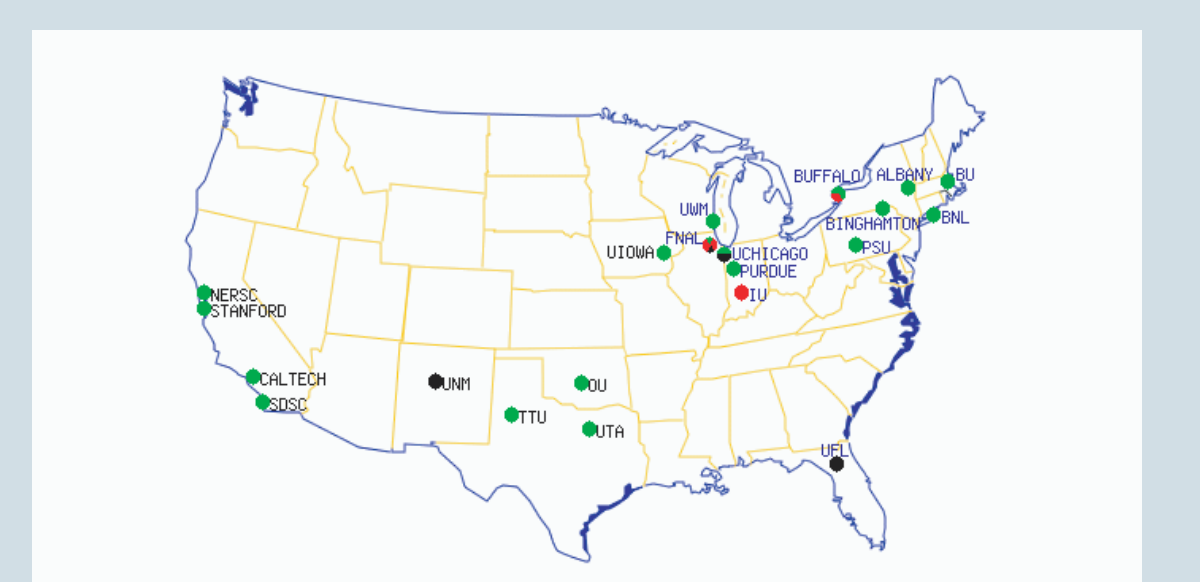 BUFFALO
ALBANY
BU
UWM
BINGHAMTON
BNL
FNAL
UIOWA
UCHICAGO
PSU
PURDUE
IU
NERSC
STANFORD
CALTECH
UNM
OU
SDSC
TTU
UTA
UFL